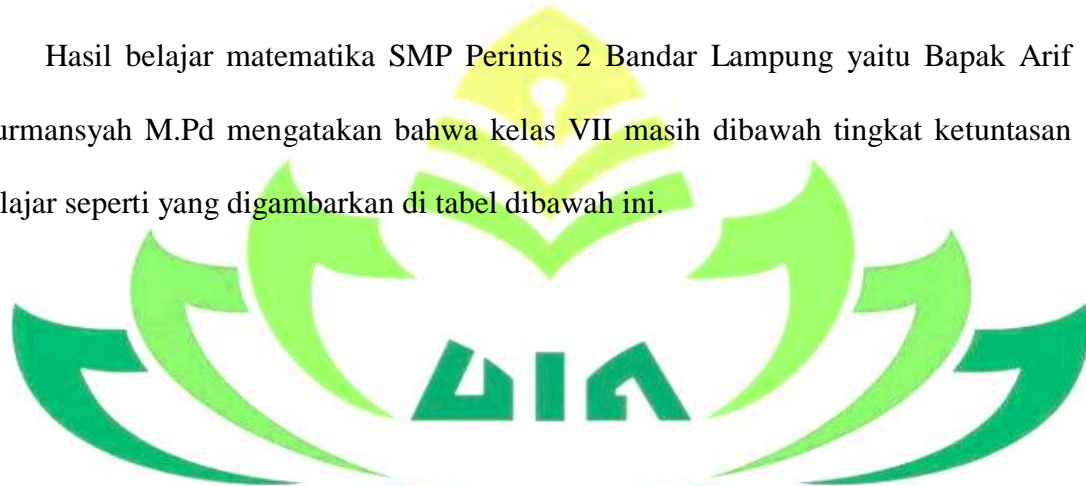 Hasil belajar matematika SMP Perintis 2 Bandar Lampung yaitu Bapak Arif
urmansyah M.Pd mengatakan bahwa kelas VII masih dibawah tingkat ketuntasan
lajar seperti yang digambarkan di tabel dibawah ini.